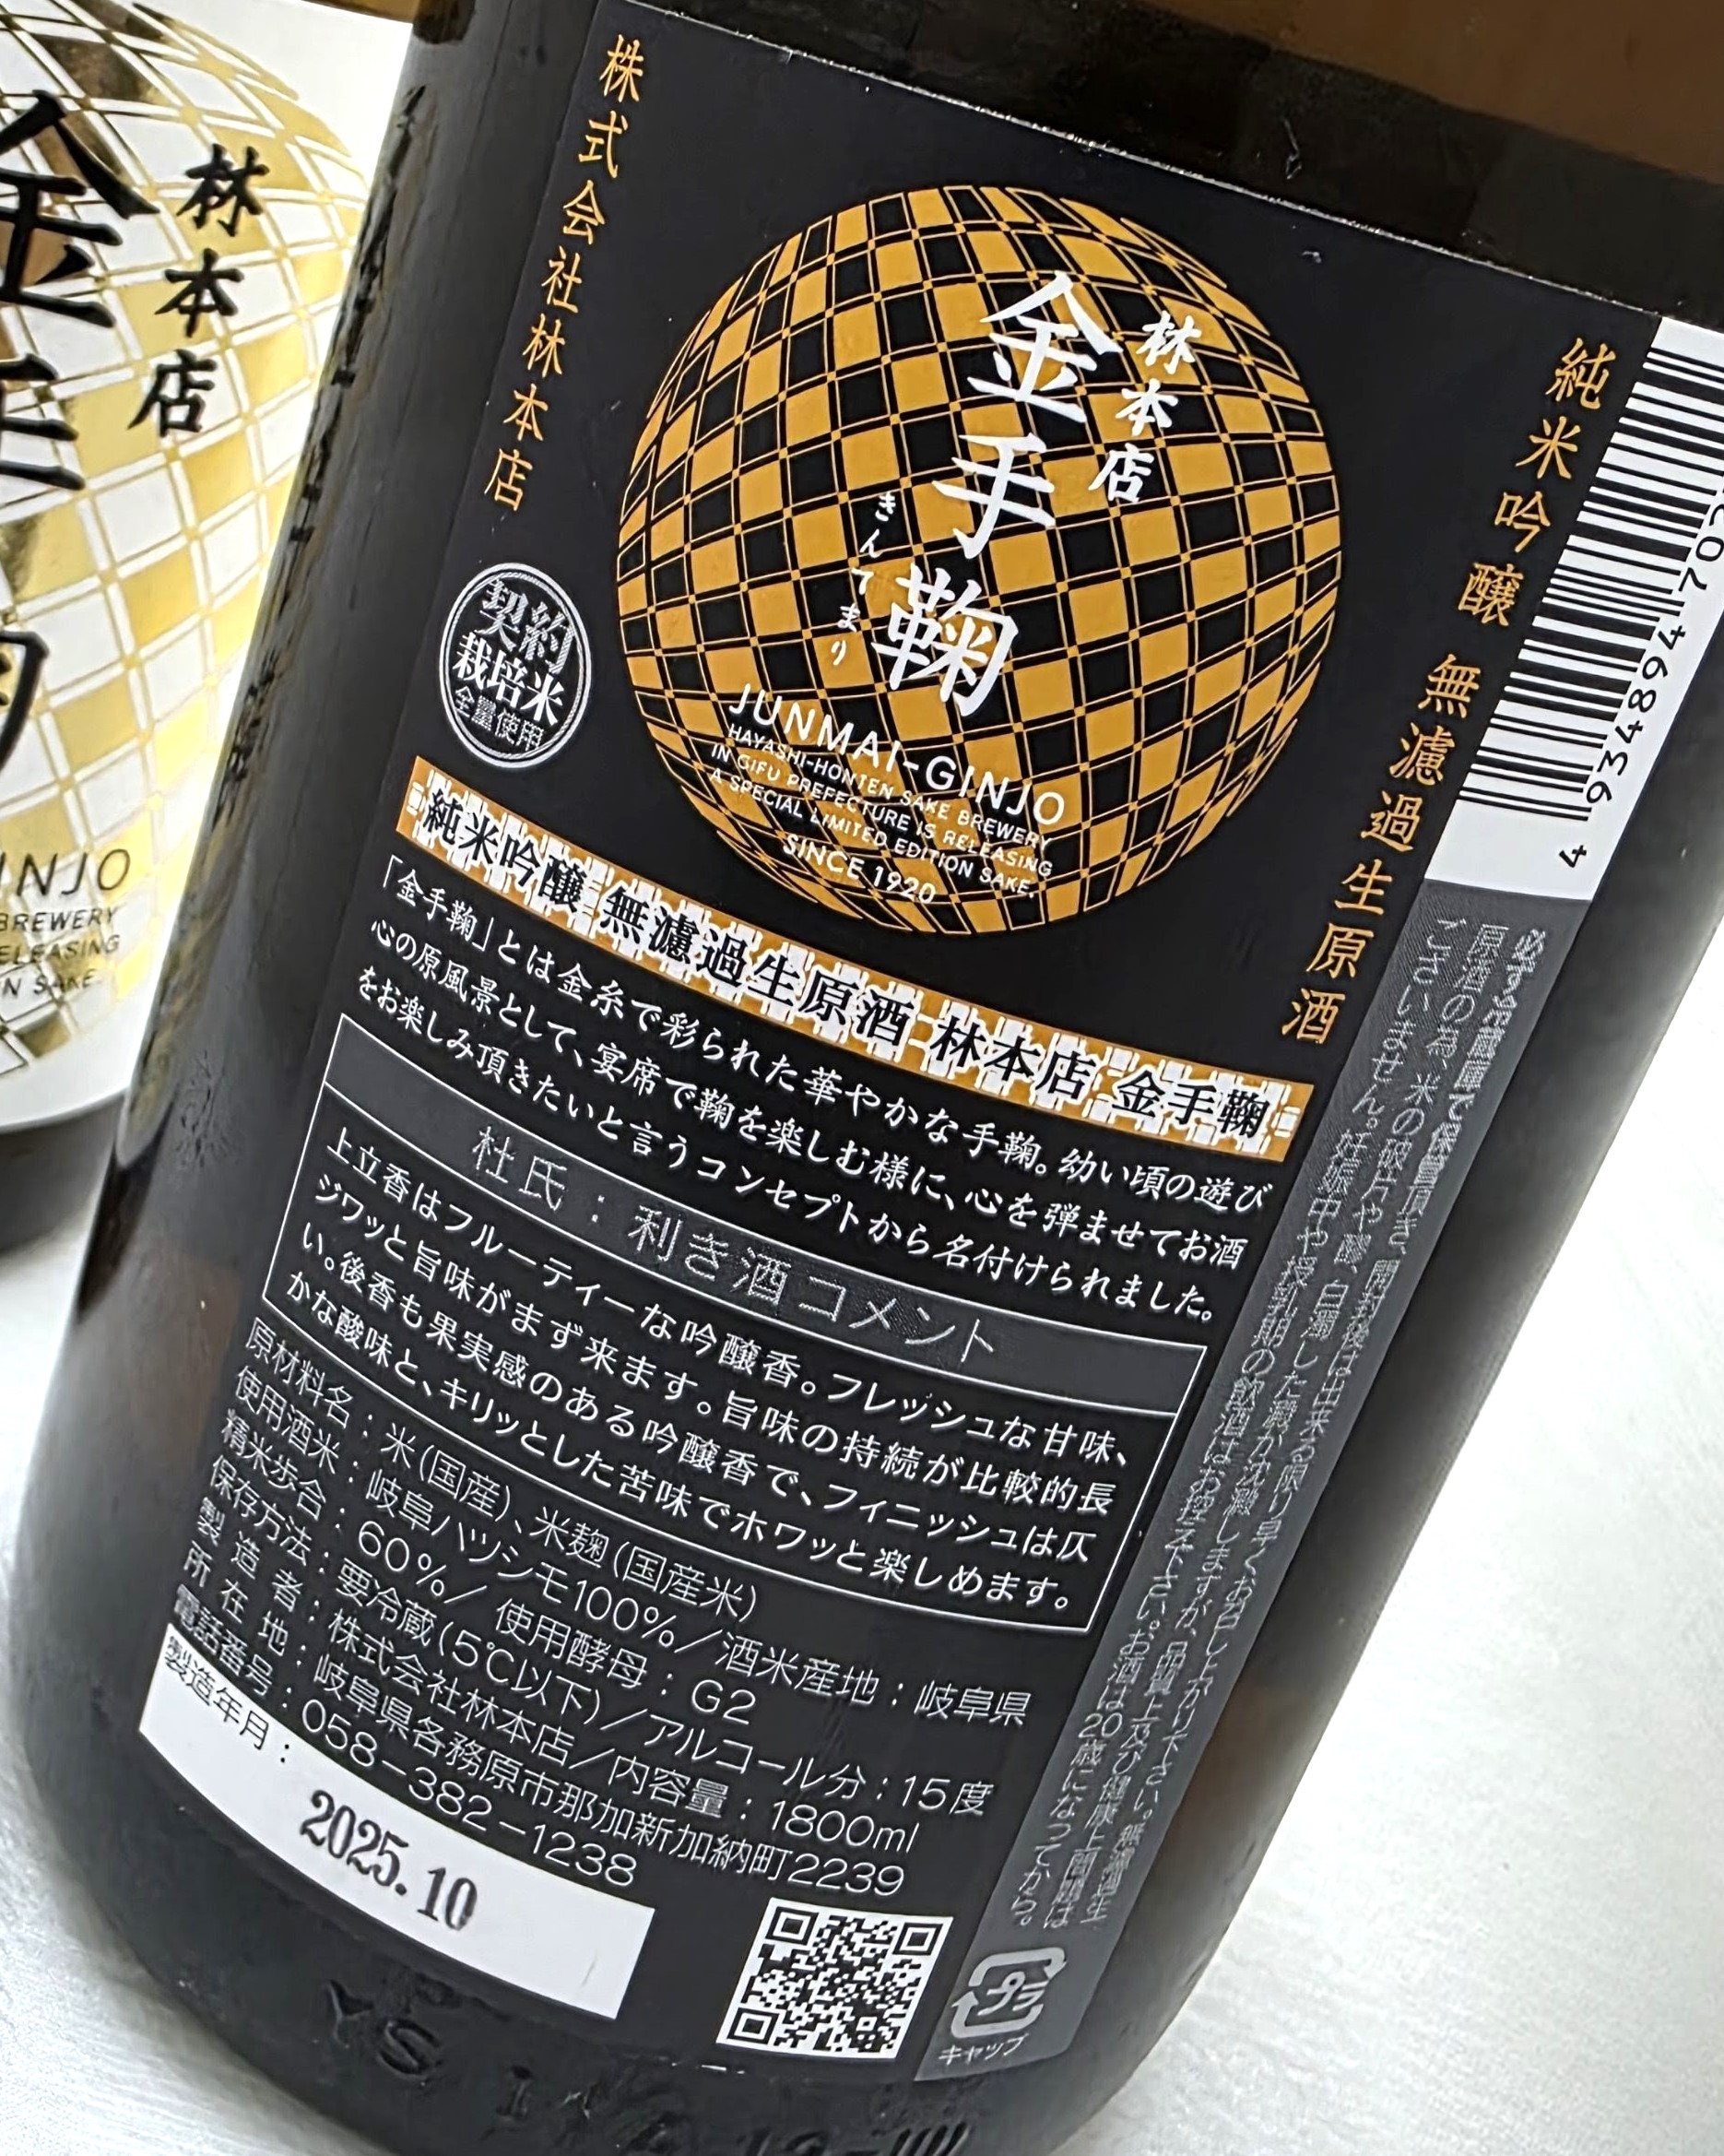 林本店
INJO
BREWERY
RELEASING
N SAKE.
株式会社林本店
林本店
金手鞠
きんてまり
JUNMAI-GINJO
HAYASHI-HONTEN SAKE BREWERY
IN GIFU PREFECTURE IS RELEASING
A SPECIAL LIMITED EDITION SAKE.
SINCE 1920
純米吟醸 無濾過生原酒
契約
栽培米
全量使用
純米吟醸 無濾過生原酒 林本店 金手鞠
「金手鞠」とは金糸で彩られた華やかな手鞠。幼い頃の遊び
心の原風景として、宴席で鞠を楽しむ様に、心を弾ませてお酒
をお楽しみ頂きたいと言うコンセプトから名付けられました。
杜氏：利き酒コメント
上立香はフルーティーな吟醸香。フレッシュな甘味、
ジワッと旨味がまず来ます。旨味の持続が比較的長
い。後香も果実感のある吟醸香で、フィニッシュは仄
かな酸味と、キリッとした苦味でホワッと楽しめます。
原材料名：米（国産）、米麹（国産米）
使用酒米：岐阜ハツシモ100％／酒米産地：岐阜県
精米歩合：60％／ 使用酵母：G2
保存方法：要冷蔵（5℃以下）／アルコール分：15度
製造者：株式会社林本店／内容量：1800ml
所在地：岐阜県各務原市那加新加納町2239
電話番号：058-382-1238
製造年月：
2025.10
お酒は20歳になってから。
キャップ
プラ